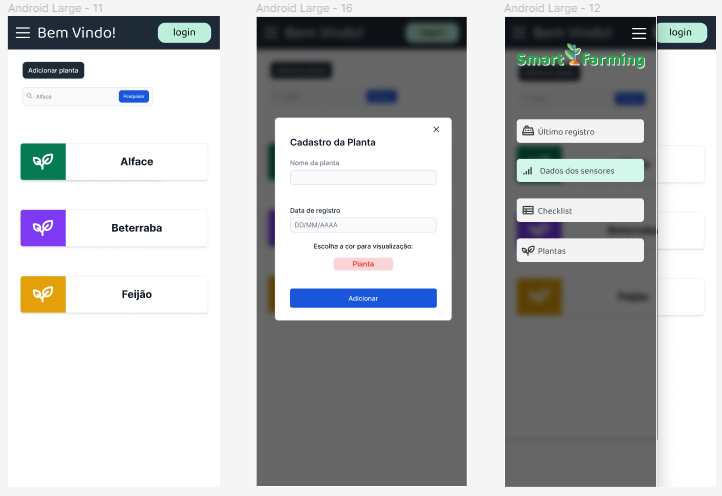 Android Large - 11
Bem Vindo!
login
Adicionar planta
Alface
Pesquisar
Alface
Beterraba
Feijão
Android Large - 16
Cadastro da Planta
Nome da planta
Data de registro
DD/MM/AAAA
Escolha a cor para visualização:
Planta
Adicionar
Android Large - 12
login
Smart Farming
Último registro
Dados dos sensores
Checklist
Plantas